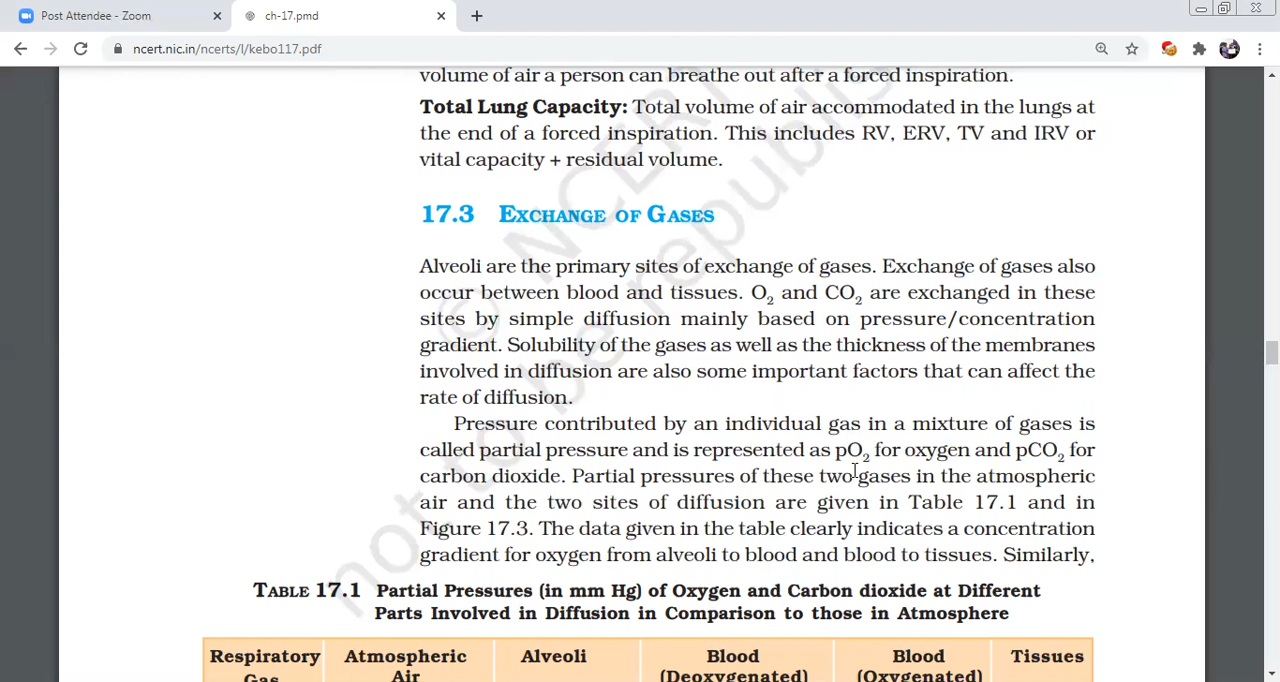 Post Attendee - Zoom
ch-17.pmd
ncert.nic.in/ncerts/l/kebo117.pdf
volume of air a person can breathe out after a forced inspiration.
Total Lung Capacity: Total volume of air accommodated in the lungs at
the end of a forced inspiration. This includes RV, ERV, TV and IRV or
vital capacity + residual volume.
17.3 EXCHANGE OF GASES
Alveoli are the primary sites of exchange of gases. Exchange of gases also
occur between blood and tissues. O₂ and CO₂ are exchanged in these
sites by simple diffusion mainly based on pressure/concentration
gradient. Solubility of the gases as well as the thickness of the membranes
involved in diffusion are also some important factors that can affect the
rate of diffusion.
Pressure contributed by an individual gas in a mixture of gases is
called partial pressure and is represented as pO₂ for oxygen and pCO₂ for
carbon dioxide. Partial pressures of these two gases in the atmospheric
air and the two sites of diffusion are given in Table 17.1 and in
Figure 17.3. The data given in the table clearly indicates a concentration
gradient for oxygen from alveoli to blood and blood to tissues. Similarly,
TABLE 17.1 Partial Pressures (in mm Hg) of Oxygen and Carbon dioxide at Different
Parts Involved in Diffusion in Comparison to those in Atmosphere
Respiratory Atmospheric Alveoli Blood Blood Tissues
Gas Air (Deoxygenated) (Oxygenated)
© NCERT
not to be republis